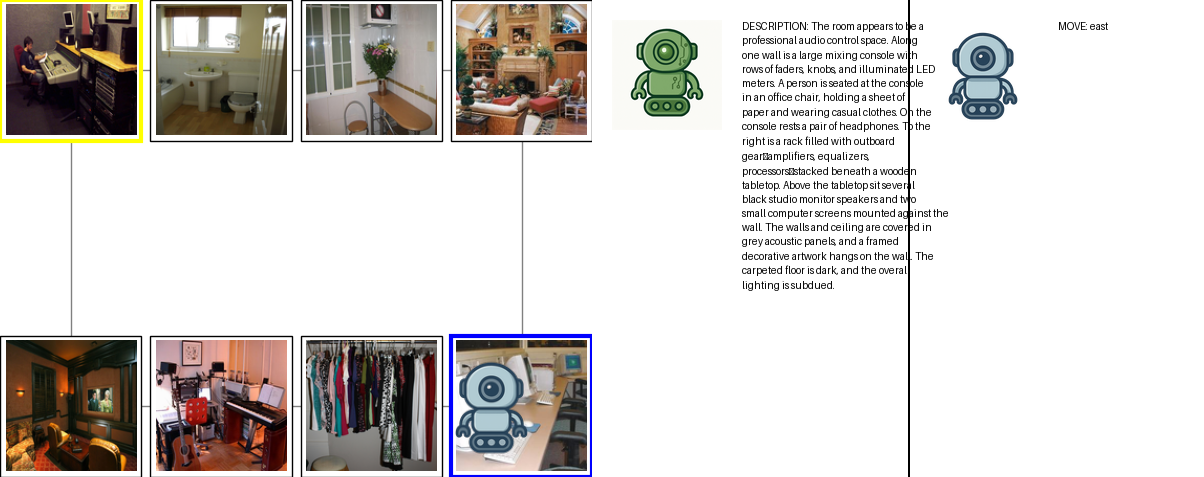 DESCRIPTION: The room appears to be a
professional audio control space. Along
one wall is a large mixing console with
rows of faders, knobs, and illuminated LED
meters. A person is seated at the console
in an office chair, holding a sheet of
paper and wearing casual clothes. On the
console rests a pair of headphones. To the
right is a rack filled with outboard
gear amplifiers, equalizers,
processors stacked beneath a wooden
tabletop. Above the tabletop sit several
black studio monitor speakers and two
small computer screens mounted against the
wall. The walls and ceiling are covered in
grey acoustic panels, and a framed
decorative artwork hangs on the wall. The
carpeted floor is dark, and the overall
lighting is subdued.
MOVE: east